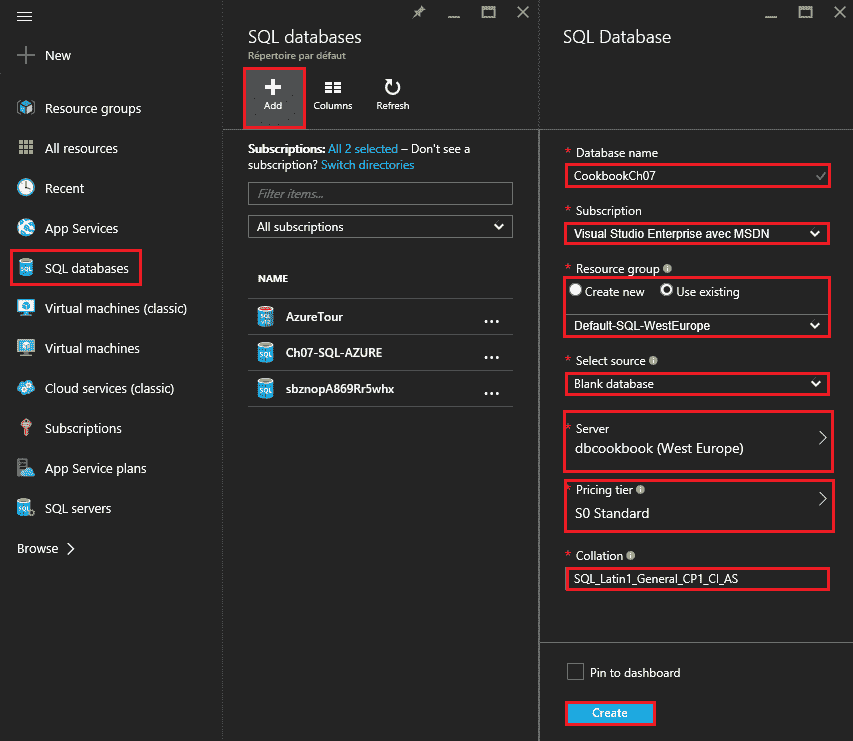 New
Resource groups
All resources
Recent
App Services
SQL databases
Virtual machines (classic)
Virtual machines
Cloud services (classic)
Subscriptions
App Service plans
SQL servers
Browse
SQL databases
Répertoire par défaut
Add
Columns
Refresh
Subscriptions: All 2 selected – Don't see a
subscription? Switch directories
Filter items...
All subscriptions
NAME
AzureTour
Ch07-SQL-AZURE
sbznopA869Rr5whx
SQL Database
* Database name
CookbookCh07
* Subscription
Visual Studio Enterprise avec MSDN
* Resource group
Create new Use existing
Default-SQL-WestEurope
* Select source
Blank database
* Server
dbcookbook (West Europe)
* Pricing tier
S0 Standard
* Collation
SQL_Latin1_General_CP1_CI_AS
Pin to dashboard
Create